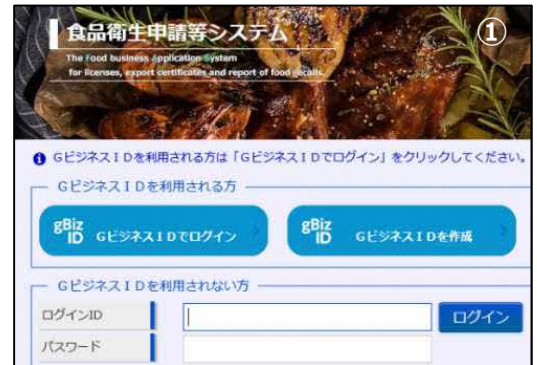 食品衛生申請等システム
①
The Food business Application System
for licenses, export certificates and report of food recalls.
GビジネスIDを利用される方は「GビジネスIDでログイン」をクリックしてください。
GビジネスIDを利用される方
gBiz ID GビジネスIDでログイン
gBiz ID GビジネスIDを作成
GビジネスIDを利用されない方
ログインID
ログイン
パスワード